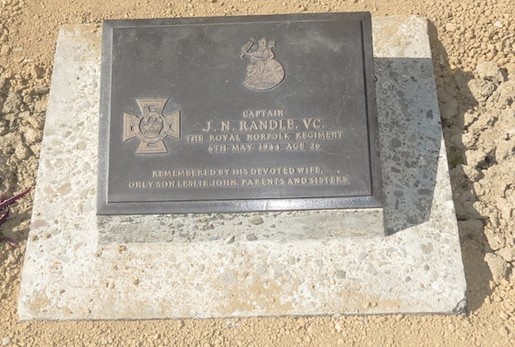 CAPTAIN
J. N. RANDLE, VC.
THE ROYAL NORFOLK REGIMENT
6TH MAY 1944 AGE 26
REMEMBERED BY HIS DEVOTED WIFE,
ONLY SON LESLIE JOHN, PARENTS AND SISTERS